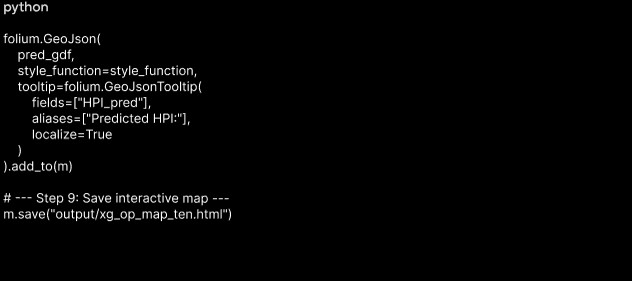 python
folium.GeoJson(
    pred_gdf,
    style_function=style_function,
    tooltip=folium.GeoJsonTooltip(
        fields=["HPI_pred"],
        aliases=["Predicted HPI:"],
        localize=True
    )
).add_to(m)
# --- Step 9: Save interactive map ---
m.save("output/xg_op_map_ten.html")